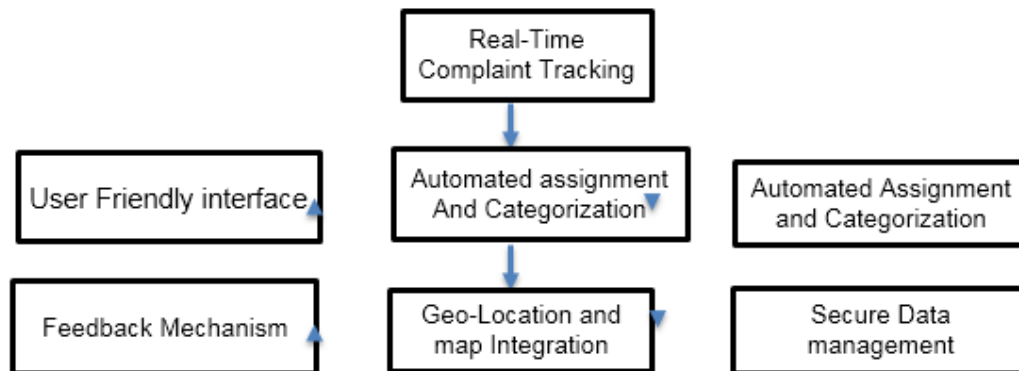 Real-Time
Complaint Tracking
User Friendly interface
Automated assignment
And Categorization
Automated Assignment
and Categorization
Feedback Mechanism
Geo-Location and
map Integration
Secure Data
management